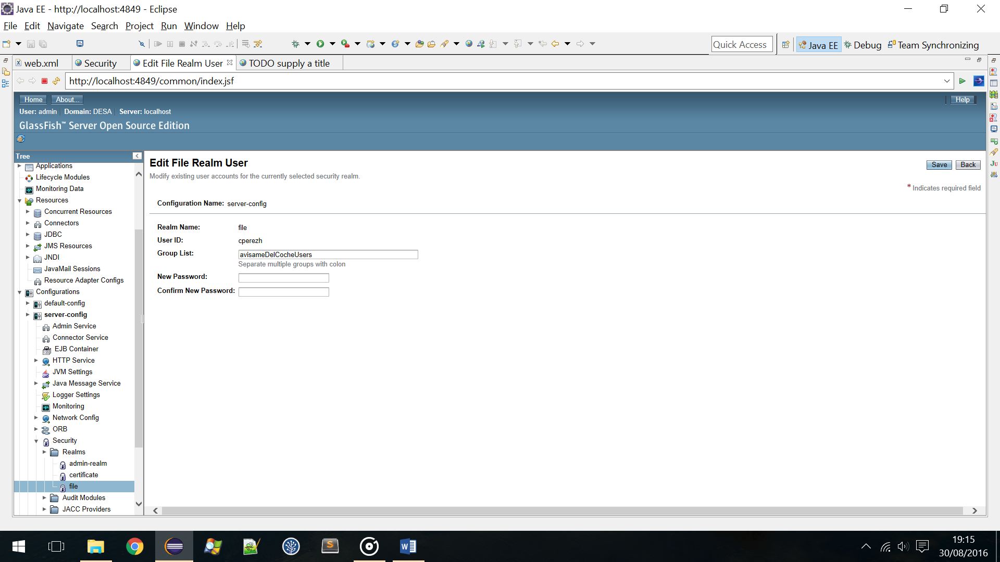 Java EE - http://localhost:4849 - Eclipse
File Edit Navigate Search Project Run Window Help
Quick Access Java EE Debug Team Synchronizing
web.xml Security Edit File Realm User TODO supply a title
http://localhost:4849/common/index.jsf
Home About... Help
User: admin Domain: DESA Server: localhost
GlassFish™ Server Open Source Edition
Tree
Applications
Lifecycle Modules
Monitoring Data
Resources
Concurrent Resources
Connectors
JDBC
JMS Resources
JNDI
JavaMail Sessions
Resource Adapter Configs
Configurations
default-config
server-config
Admin Service
Connector Service
EJB Container
HTTP Service
JVM Settings
Java Message Service
Logger Settings
Monitoring
Network Config
ORB
Security
Realms
admin-realm
certificate
file
Audit Modules
JACC Providers
Edit File Realm User
Save Back
Modify existing user accounts for the currently selected security realm.
* Indicates required field
Configuration Name: server-config
Realm Name: file
User ID: cperezh
Group List: avisameDelCocheUsers
Separate multiple groups with colon
New Password:
Confirm New Password:
19:15
30/08/2016